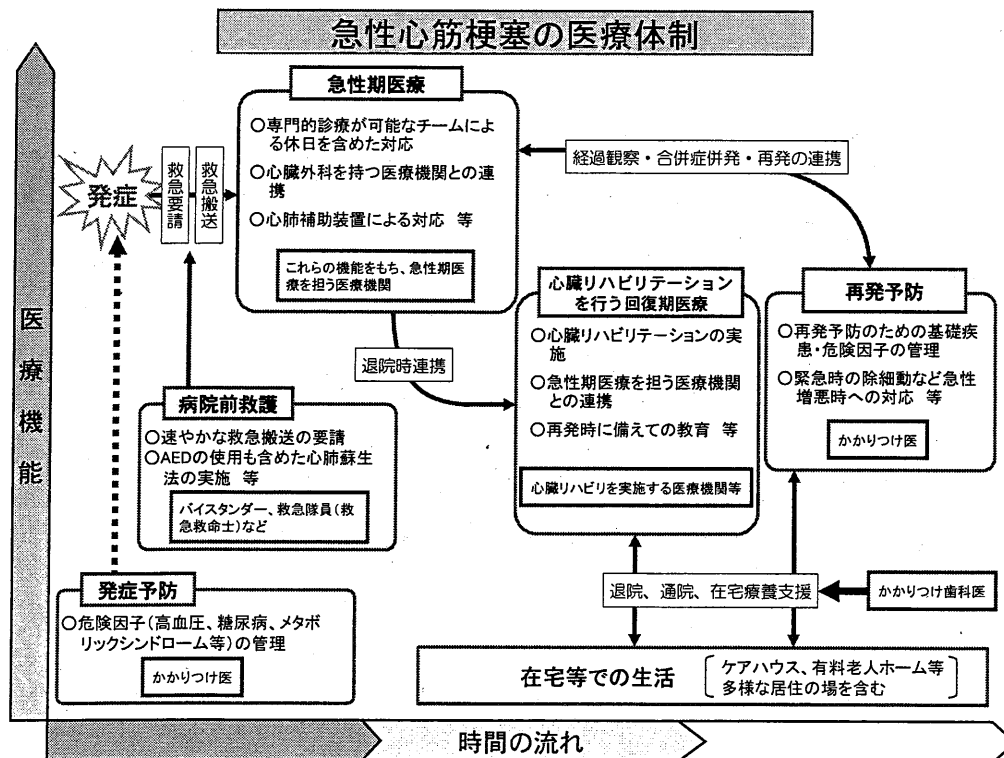 急性心筋梗塞の医療体制
急性期医療
○専門的診療が可能なチームによ
る休日を含めた対応
○心臓外科を持つ医療機関との連
携
○心肺補助装置による対応 等
これらの機能をもち、急性期医
療を担う医療機関
発症
救急要請
救急搬送
経過観察・合併症併発・再発の連携
退院時連携
心臓リハビリテーション
を行う回復期医療
○心臓リハビリテーションの実
施
○急性期医療を担う医療機関
との連携
○再発時に備えての教育 等
心臓リハビリを実施する医療機関等
再発予防
○再発予防のための基礎疾
患・危険因子の管理
○緊急時の除細動など急性
増悪時への対応 等
かかりつけ医
病院前救護
○速やかな救急搬送の要請
○AEDの使用も含めた心肺蘇生
法の実施 等
バイスタンダー、救急隊員(救
急救命士)など
発症予防
○危険因子(高血圧、糖尿病、メタボ
リックシンドローム等)の管理
かかりつけ医
退院、通院、在宅療養支援
かかりつけ歯科医
在宅等での生活
ケアハウス、有料老人ホーム等
多様な居住の場を含む
医療機能
時間の流れ